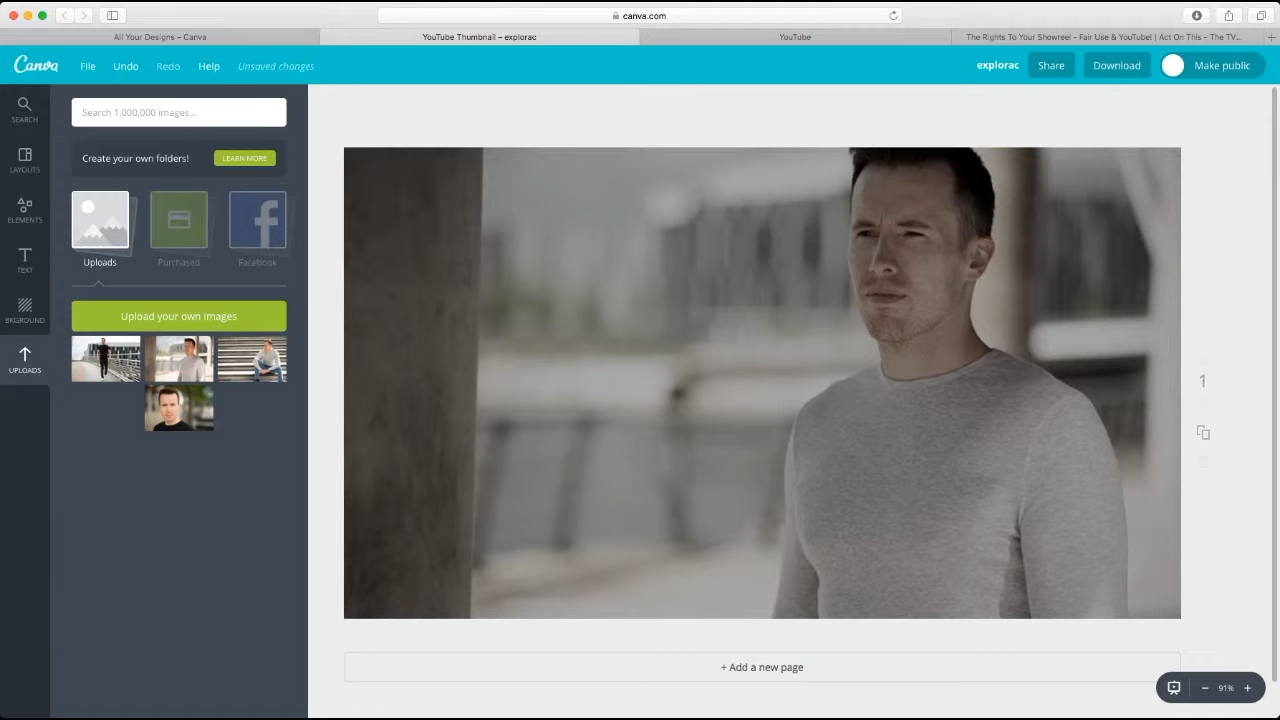 canva.com
All Your Designs – Canva
YouTube Thumbnail – explorac
YouTube
The Rights To Your Showreel - Fair Use & YouTube! | Act On This - The TV...
Canva
File
Undo
Redo
Help
Unsaved changes
explorac
Share
Download
Make public
SEARCH
LAYOUTS
ELEMENTS
TEXT
BKGROUND
UPLOADS
Search 1,000,000 images...
Create your own folders!
LEARN MORE
Uploads
Purchased
Facebook
Upload your own images
1
+ Add a new page
91%